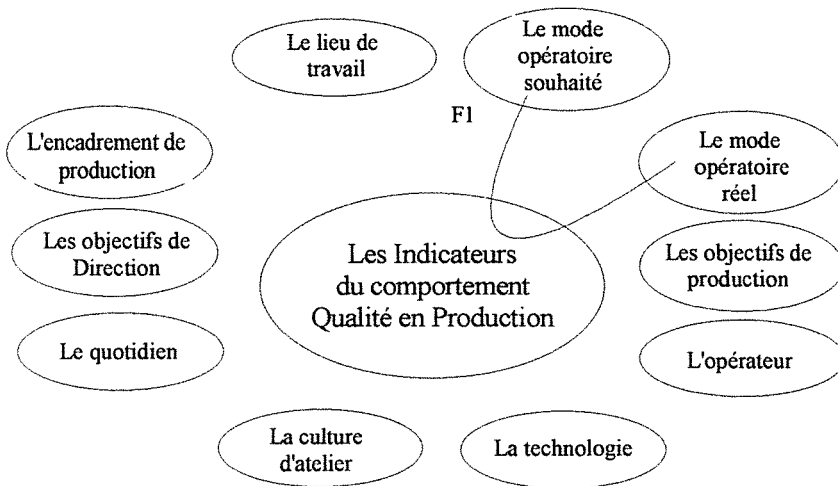 Le lieu de
travail
Le mode
opératoire
souhaité
F1
L'encadrement de
production
Le mode
opératoire
réel
Les objectifs de
Direction
Les Indicateurs
du comportement
Qualité en Production
Les objectifs de
production
Le quotidien
L'opérateur
La culture
d'atelier
La technologie